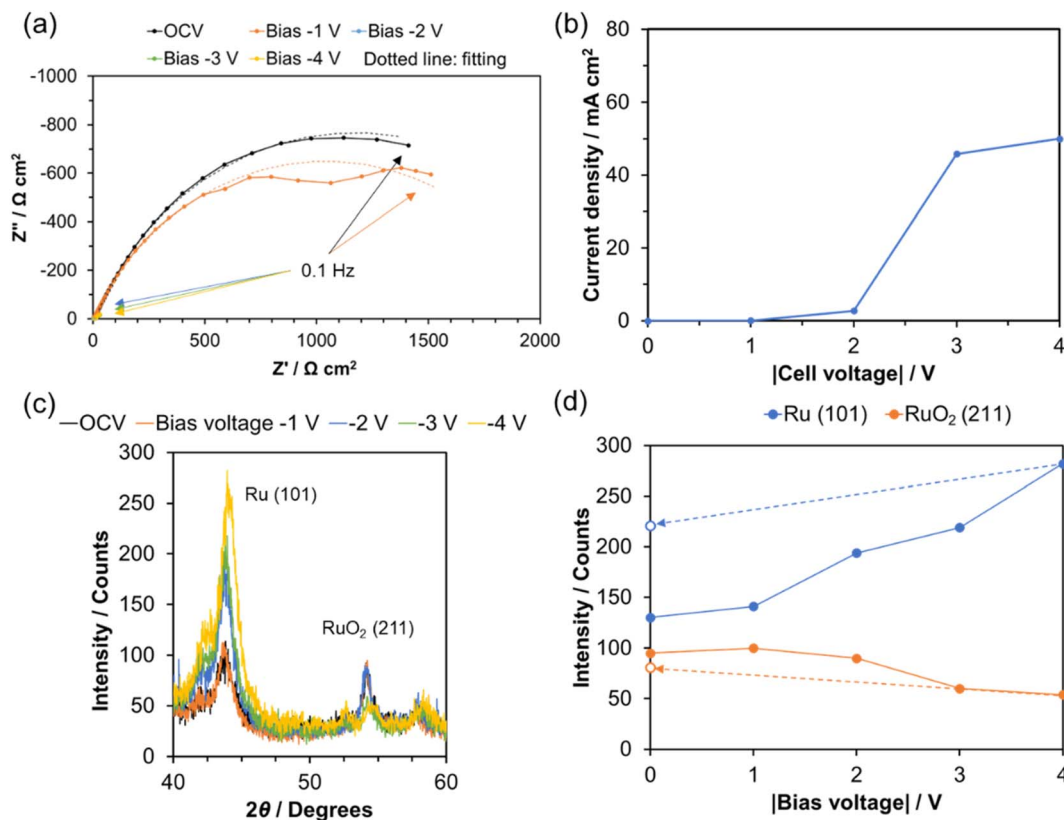 (a)
OCV Bias -1 V Bias -2 V
Bias -3 V Bias -4 V Dotted line: fitting
-1000
-800
-600
-400
-200
0
Z'' / Ω cm²
0.1 Hz
0 500 1000 1500 2000
Z' / Ω cm²
(b)
80
60
40
20
0
Current density / mA cm²
0 1 2 3 4
|Cell voltage| / V
(c)
OCV Bias voltage -1 V -2 V -3 V -4 V
300
250
200
150
100
50
0
Intensity / Counts
Ru (101)
RuO₂ (211)
40 50 60
2θ / Degrees
(d)
Ru (101) RuO₂ (211)
300
250
200
150
100
50
0
Intensity / Counts
0 1 2 3 4
|Bias voltage| / V